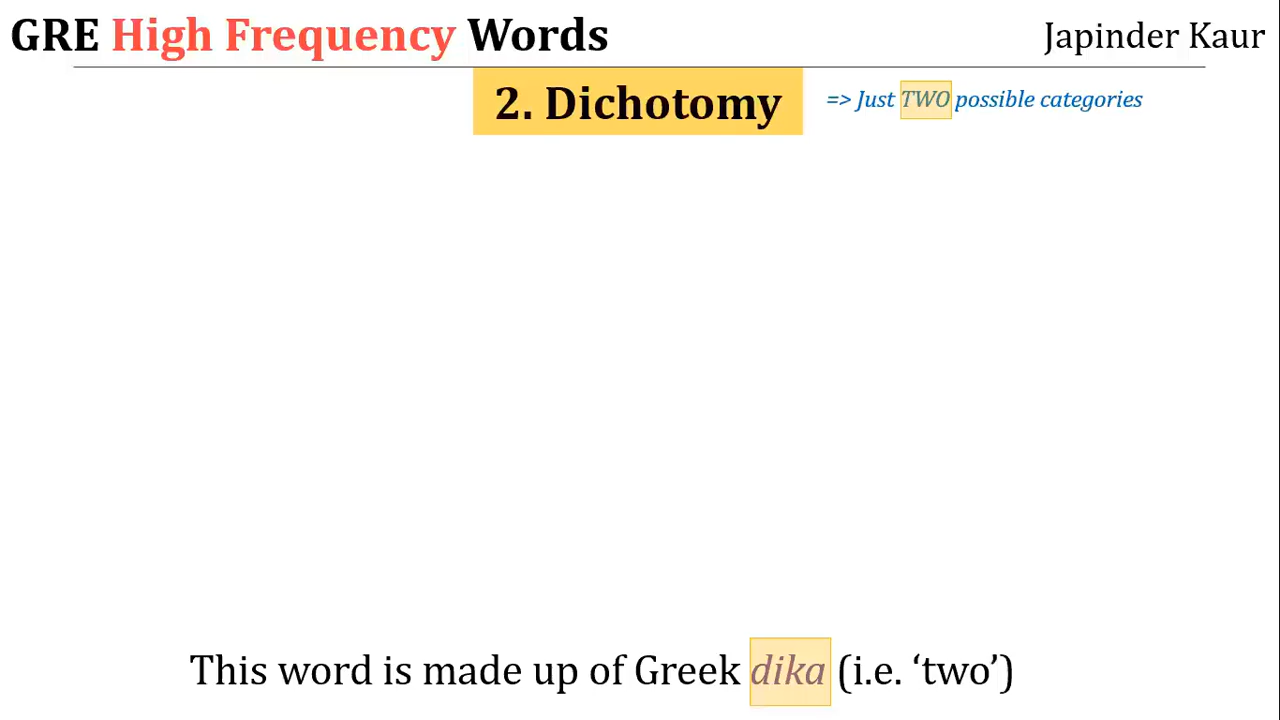 GRE High Frequency Words
Japinder Kaur
2. Dichotomy
=> Just TWO possible categories
This word is made up of Greek dika (i.e. ‘two’)